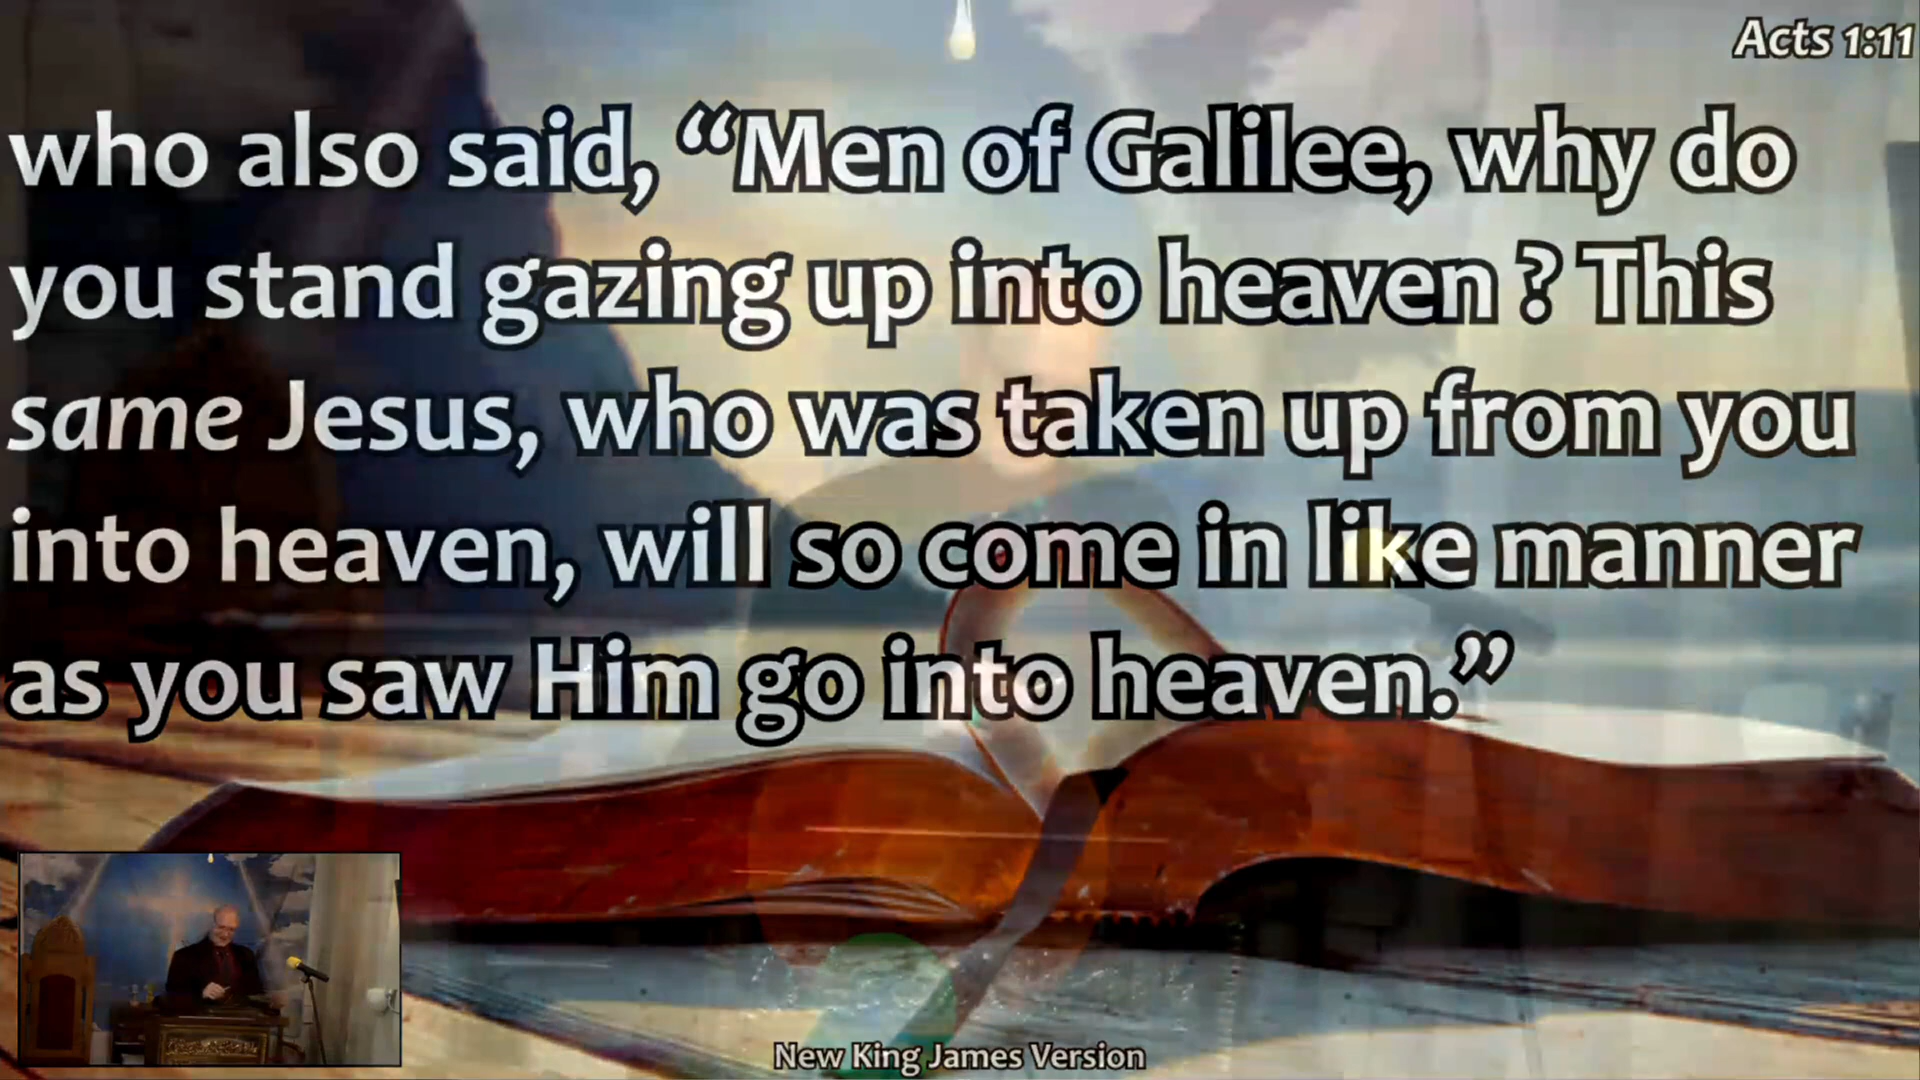 Acts 1:11
who also said, “Men of Galilee, why do
you stand gazing up into heaven ? This
same Jesus, who was taken up from you
into heaven, will so come in like manner
as you saw Him go into heaven.”
New King James Version